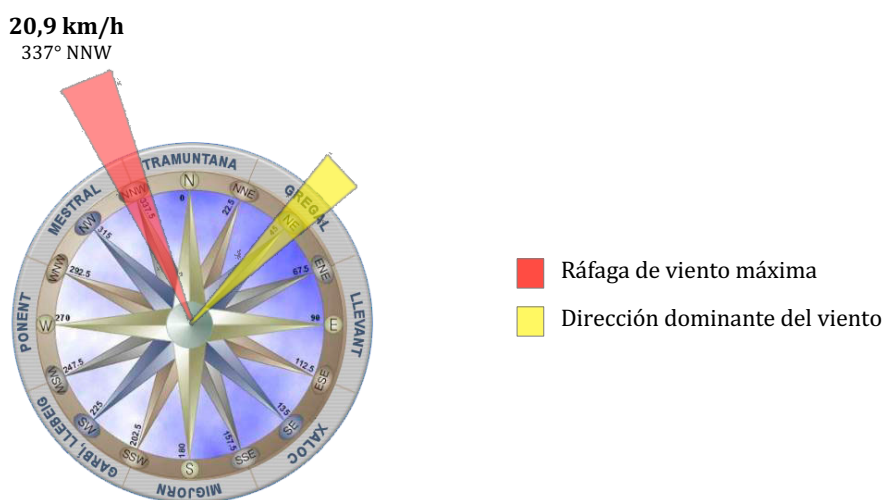 20,9 km/h
337° NNW
TRAMUNTANA
GREGAL
LLEVANT
XALOC
MIGJORN
GARBÍ, LLEBEIG
PONENT
MESTRAL
N
NNE
NE
ENE
E
ESE
SE
SSE
S
SSW
SW
WSW
W
WNW
NW
NNW
0
22.5
45
67.5
90
112.5
135
157.5
180
202.5
225
247.5
270
292.5
315
337.5
Ráfaga de viento máxima
Dirección dominante del viento